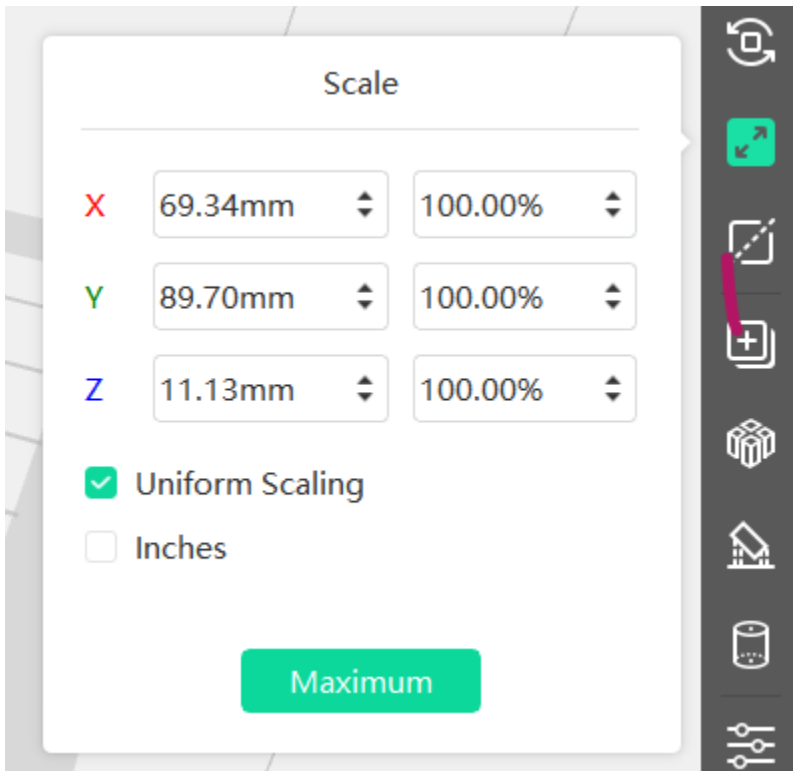 Scale
X 69.34mm 100.00%
Y 89.70mm 100.00%
Z 11.13mm 100.00%
Uniform Scaling
Inches
Maximum